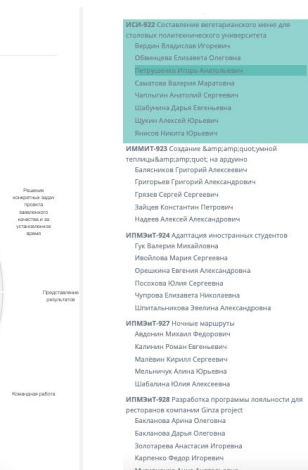 Решение
конкретных задач
проекта
заявленного
качества и за
установленное
время
Представление
результатов
Командная работа
ИСИ-922 Составление вегетарианского меню для
столовых политехнического университета
Вердин Владислав Игоревич
Обвинцева Елизавета Олеговна
Петрушенко Игорь Анатольевич
Саматова Валерия Маратовна
Чаплыгин Анатолий Сергеевич
Шабунина Дарья Евгеньевна
Щукин Алексей Юрьевич
Янисов Никита Юрьевич
ИММИТ-923 Создание &amp;amp;quot;умной
теплицы&amp;amp;quot; на ардуино
Балясников Григорий Алексеевич
Григорьев Григорий Александрович
Грязев Сергей Сергеевич
Зайцев Константин Петрович
Надеев Алексей Александрович
ИПМЭиТ-924 Адаптация иностранных студентов
Гук Валерия Михайловна
Ивойлова Мария Сергеевна
Орешкина Евгения Александровна
Посохова Юлия Сергеевна
Чупрова Елизавета Николаевна
Шпитальникова Эвелина Александровна
ИПМЭиТ-927 Ночные маршруты
Авдонин Михаил Федорович
Калинин Роман Евгеньевич
Малёвин Кирилл Сергеевич
Мельничук Алина Юрьевна
Шабалина Юлия Алексеевна
ИПМЭиТ-928 Разработка программы лояльности для
ресторанов компании Ginza project
Бакланова Арина Олеговна
Бакланова Дарья Олеговна
Золотарева Анастасия Игоревна
Карпенко Федор Игоревич